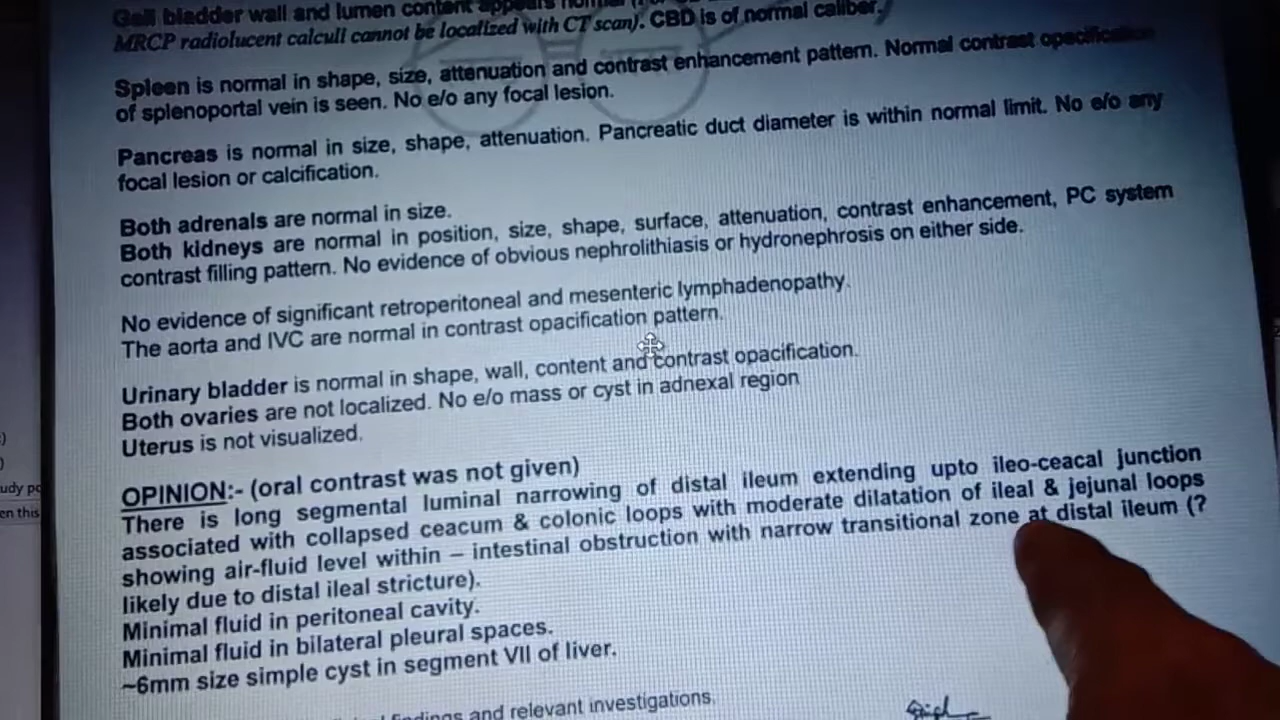 Gall bladder wall and lumen content appears normal
MRCP radiolucent calculi cannot be localized with CT scan). CBD is of normal caliber.
Spleen is normal in shape, size, attenuation and contrast enhancement pattern. Normal contrast opacification
of splenoportal vein is seen. No e/o any focal lesion.
Pancreas is normal in size, shape, attenuation. Pancreatic duct diameter is within normal limit. No e/o any
focal lesion or calcification.
Both adrenals are normal in size.
Both kidneys are normal in position, size, shape, surface, attenuation, contrast enhancement, PC system
contrast filling pattern. No evidence of obvious nephrolithiasis or hydronephrosis on either side.
No evidence of significant retroperitoneal and mesenteric lymphadenopathy.
The aorta and IVC are normal in contrast opacification pattern.
Urinary bladder is normal in shape, wall, content and contrast opacification.
Both ovaries are not localized. No e/o mass or cyst in adnexal region
Uterus is not visualized.
OPINION:- (oral contrast was not given)
There is long segmental luminal narrowing of distal ileum extending upto ileo-ceacal junction
associated with collapsed ceacum & colonic loops with moderate dilatation of ileal & jejunal loops
showing air-fluid level within – intestinal obstruction with narrow transitional zone at distal ileum (?
likely due to distal ileal stricture).
Minimal fluid in peritoneal cavity.
Minimal fluid in bilateral pleural spaces.
~6mm size simple cyst in segment VII of liver.
findings and relevant investigations.